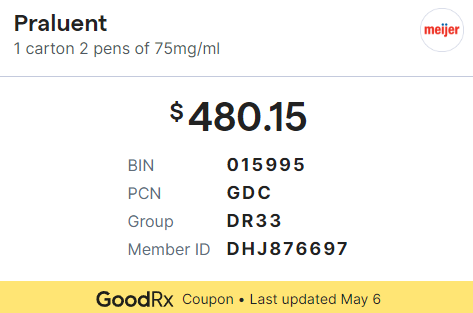 Praluent
meijer
1 carton 2 pens of 75mg/ml
$480.15
BIN 015995
PCN GDC
Group DR33
Member ID DHJ876697
GoodRx Coupon • Last updated May 6